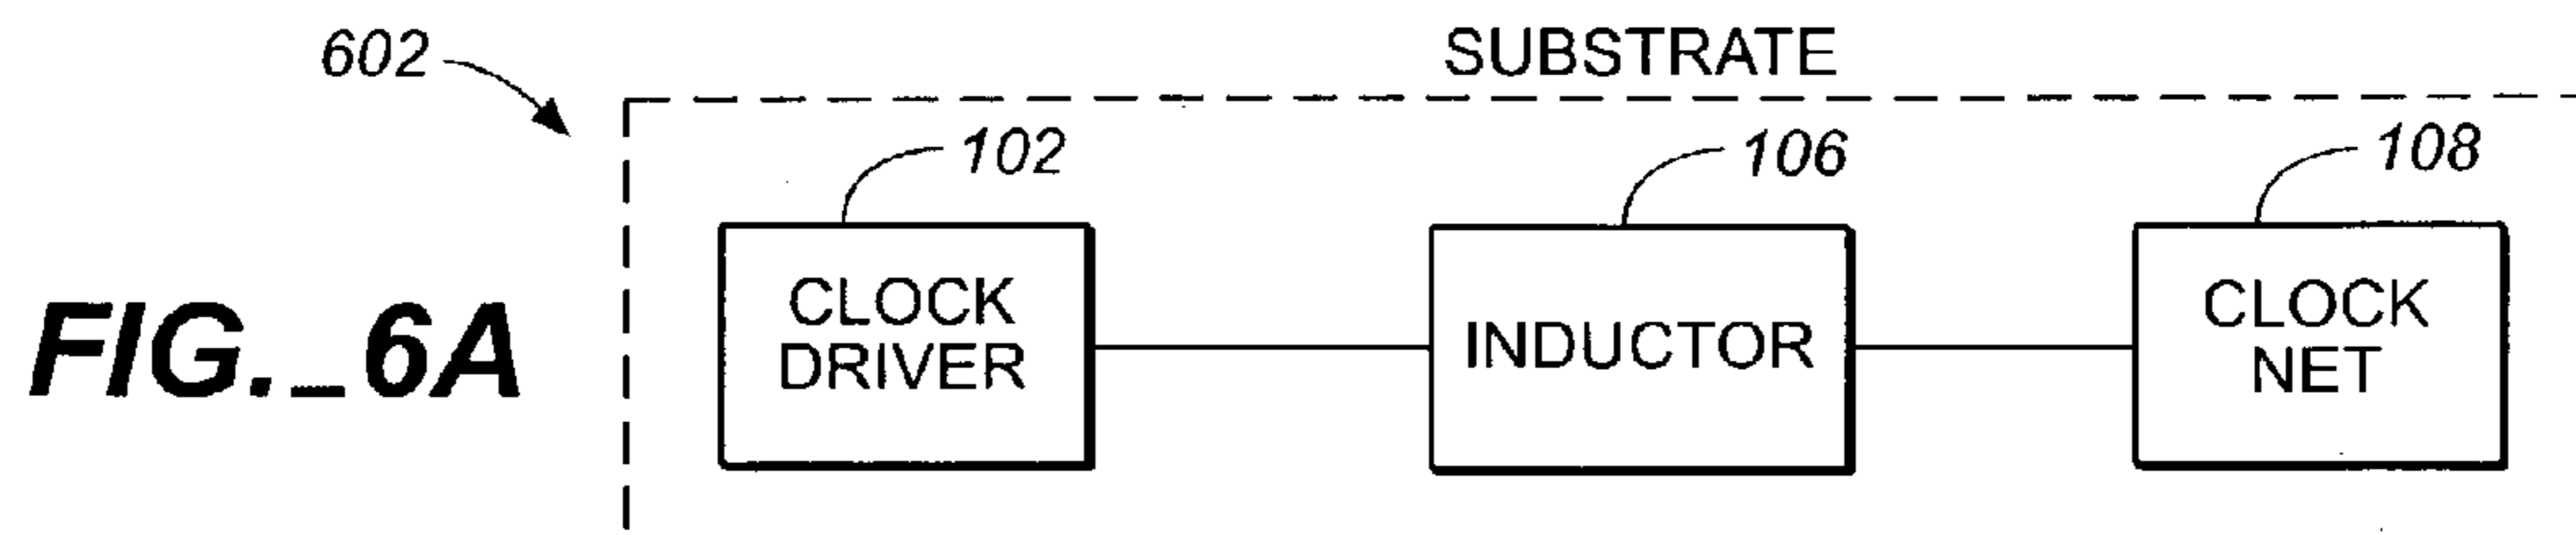 602
SUBSTRATE
102
106
108
CLOCK
DRIVER
INDUCTOR
CLOCK
NET
FIG._6A